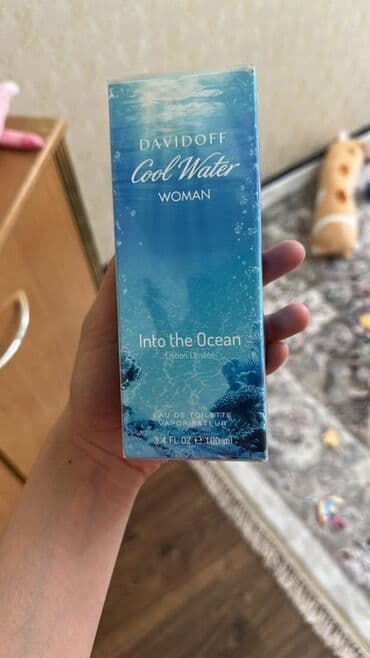 DAVIDOFF
Cool Water
WOMAN
Into the Ocean
Edition Limitée
EAU DE TOILETTE
VAPORISATEUR
3.4 FL OZ ℮ 100 ml